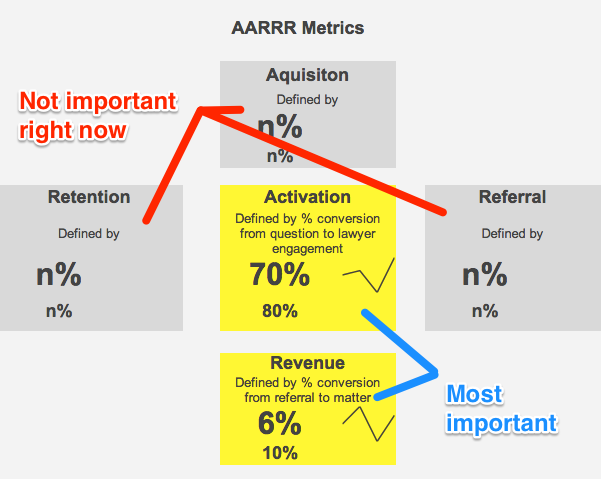 AARRR Metrics
Aquisiton
Defined by
n%
n%
Not important
right now
Retention
Defined by
n%
n%
Activation
Defined by % conversion
from question to lawyer
engagement
70%
80%
Referral
Defined by
n%
n%
Revenue
Defined by % conversion
from referral to matter
6%
10%
Most
important